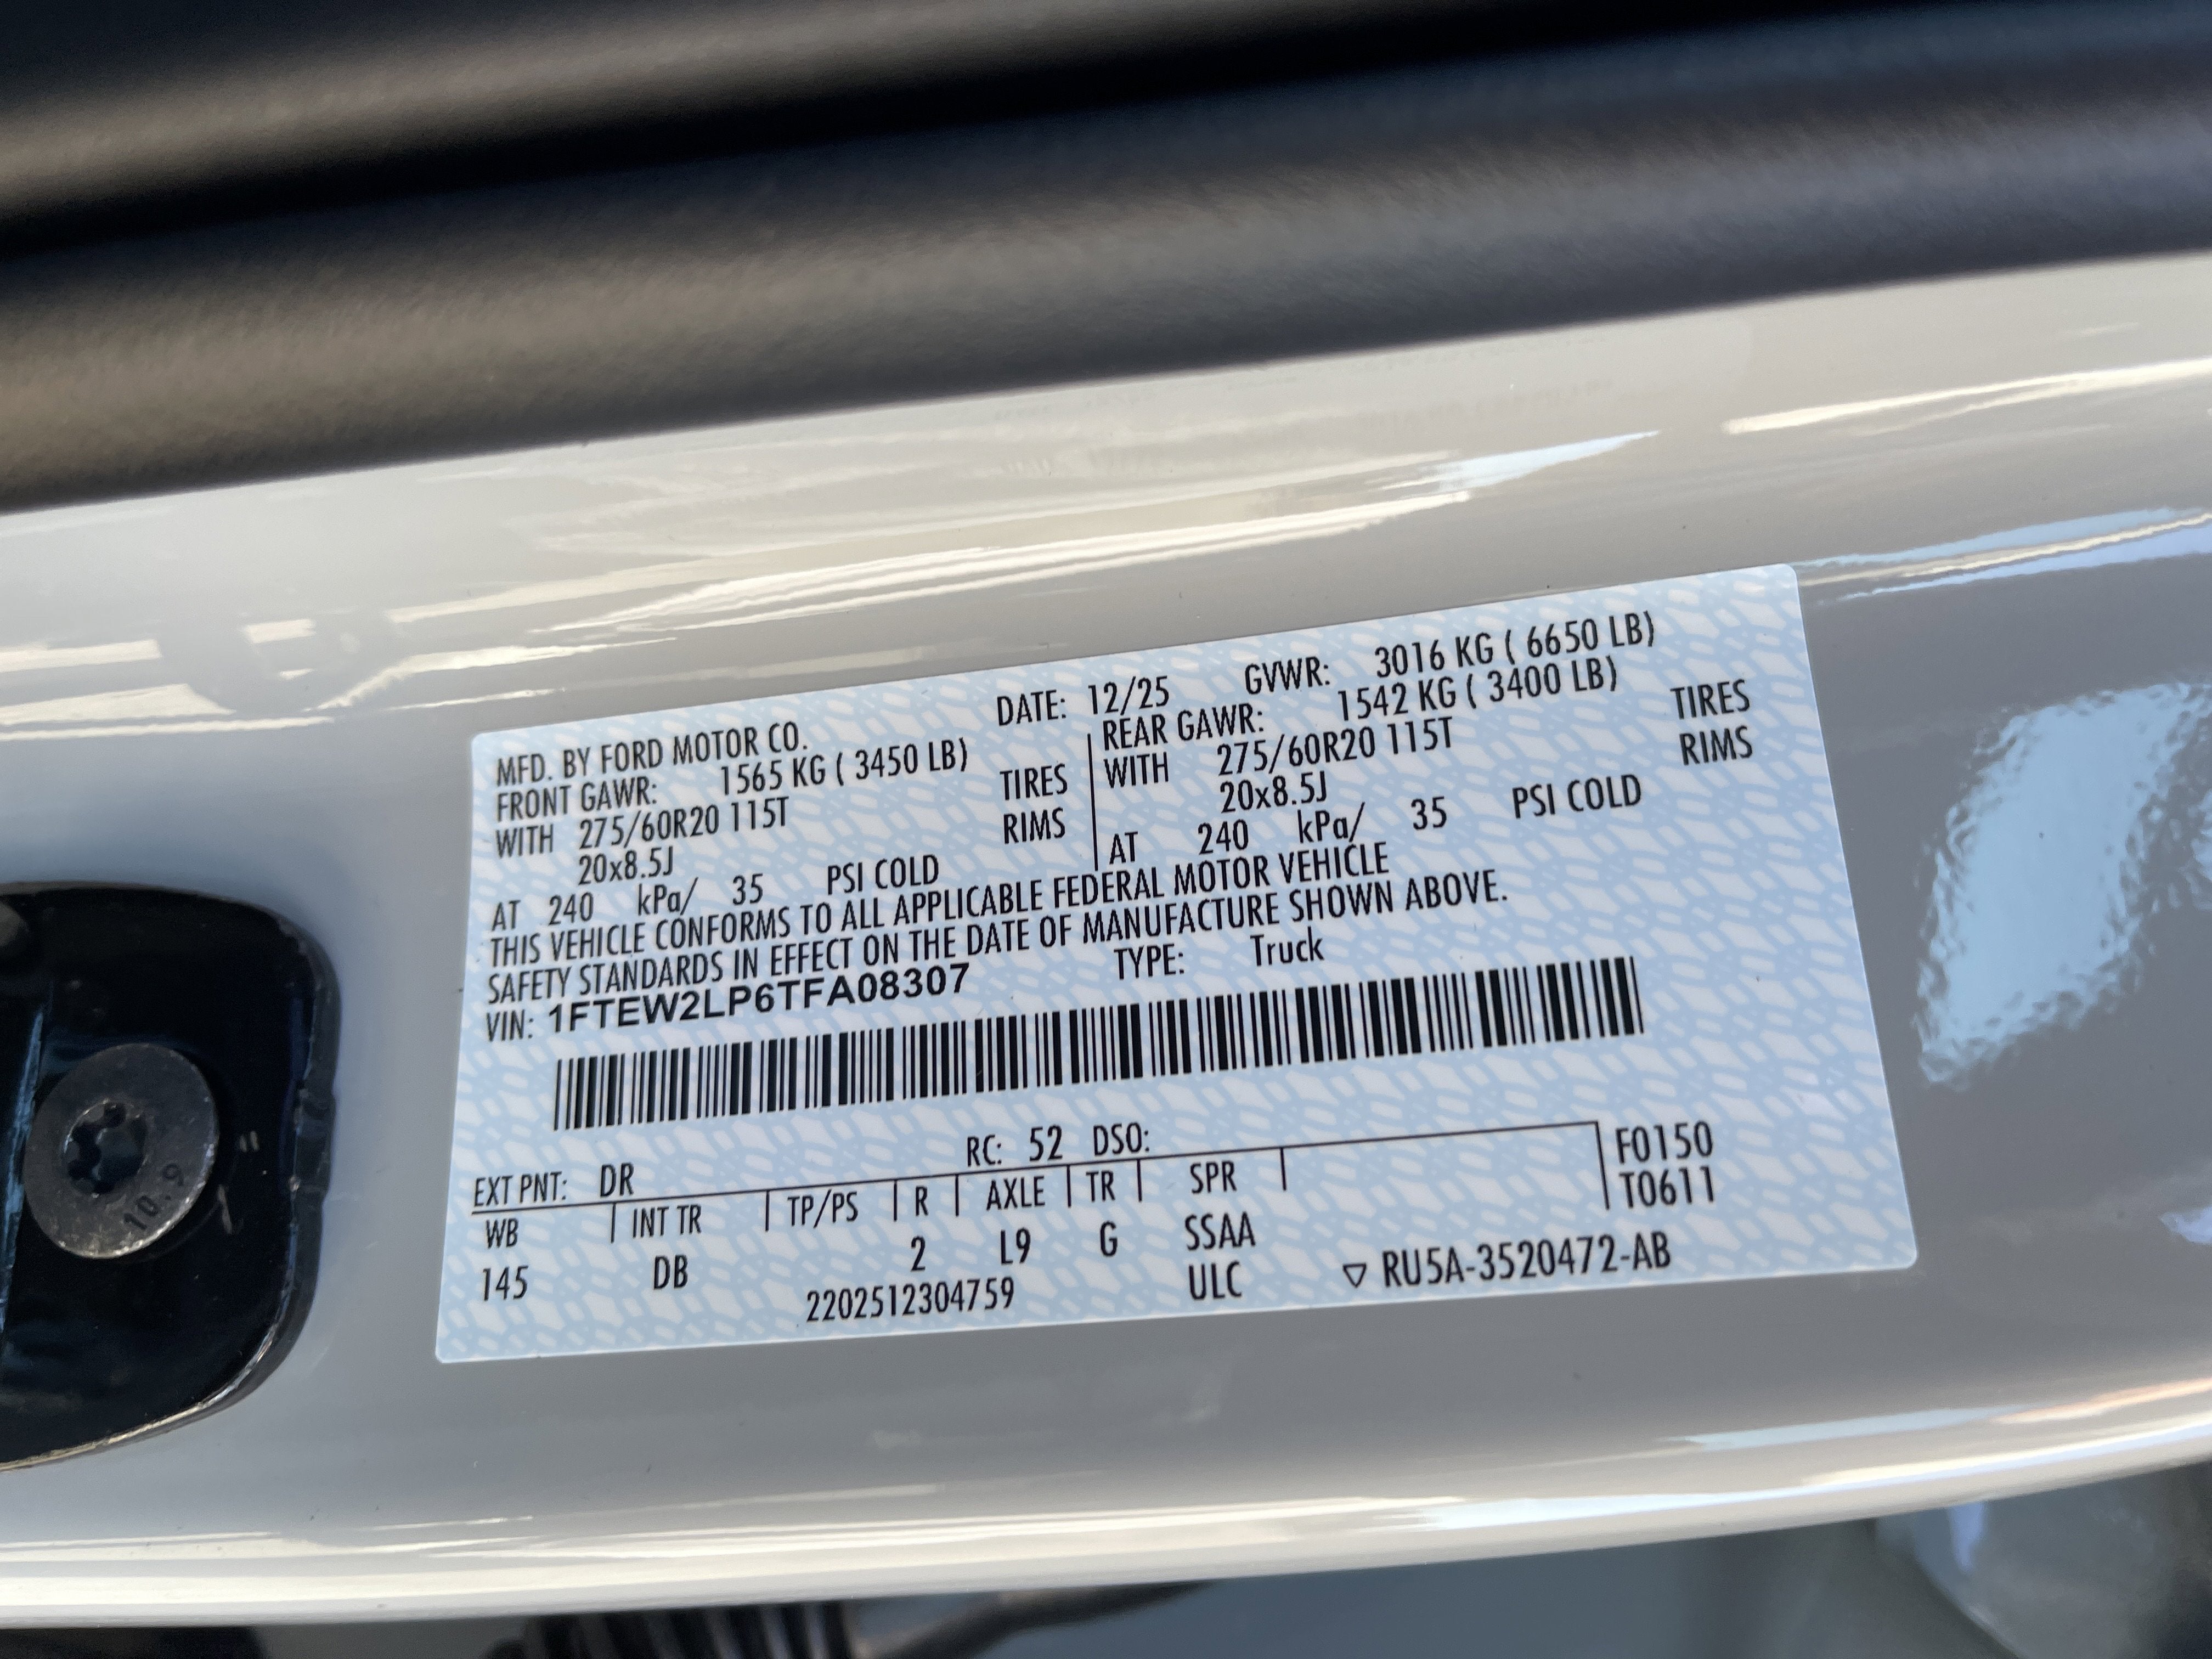 MFD. BY FORD MOTOR CO. DATE: 12/25 GVWR: 3016 KG ( 6650 LB)
FRONT GAWR: 1565 KG ( 3450 LB) REAR GAWR: 1542 KG ( 3400 LB)
WITH 275/60R20 115T TIRES WITH 275/60R20 115T TIRES
20x8.5J RIMS 20x8.5J RIMS
AT 240 kPa/ 35 PSI COLD AT 240 kPa/ 35 PSI COLD
THIS VEHICLE CONFORMS TO ALL APPLICABLE FEDERAL MOTOR VEHICLE
SAFETY STANDARDS IN EFFECT ON THE DATE OF MANUFACTURE SHOWN ABOVE.
VIN: 1FTEW2LP6TFA08307 TYPE: Truck
EXT PNT: DR RC: 52 DSO: F0150
WB INT TR TP/PS R AXLE TR SPR T0611
145 DB 2 L9 G SSAA
2202512304759 ULC ▽ RU5A-3520472-AB
10.9